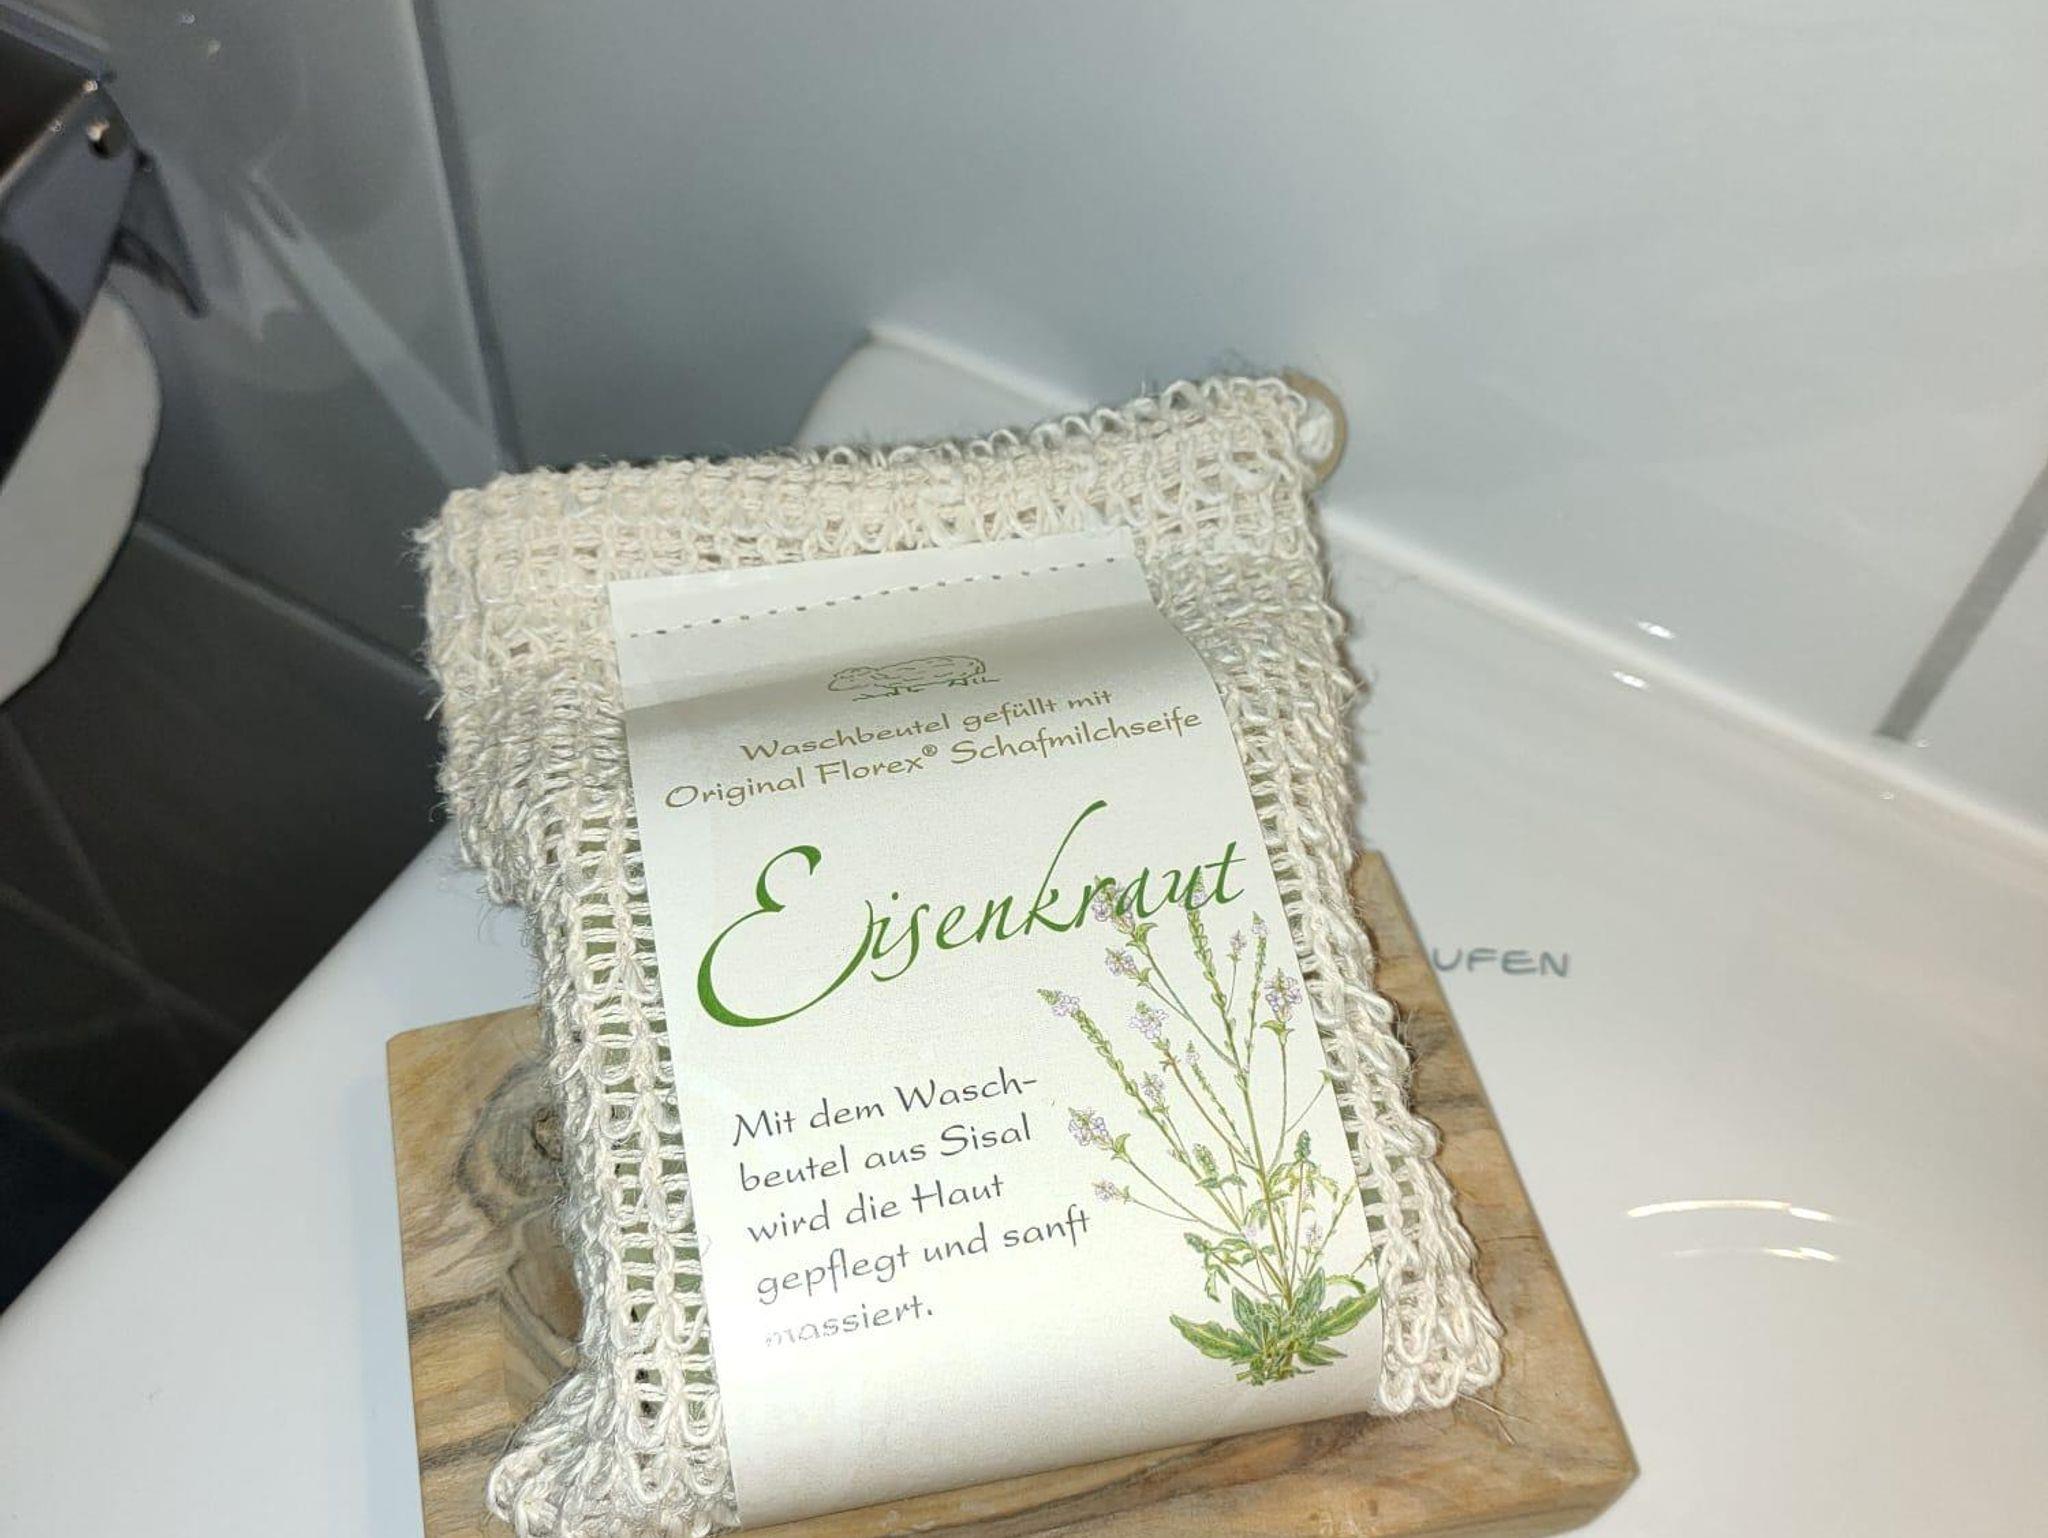 Waschbeutel gefüllt mit
Original Florex® Schafmilchseife
Eisenkraut
Mit dem Wasch-
beutel aus Sisal
wird die Haut
gepflegt und sanft
massiert.
UFEN